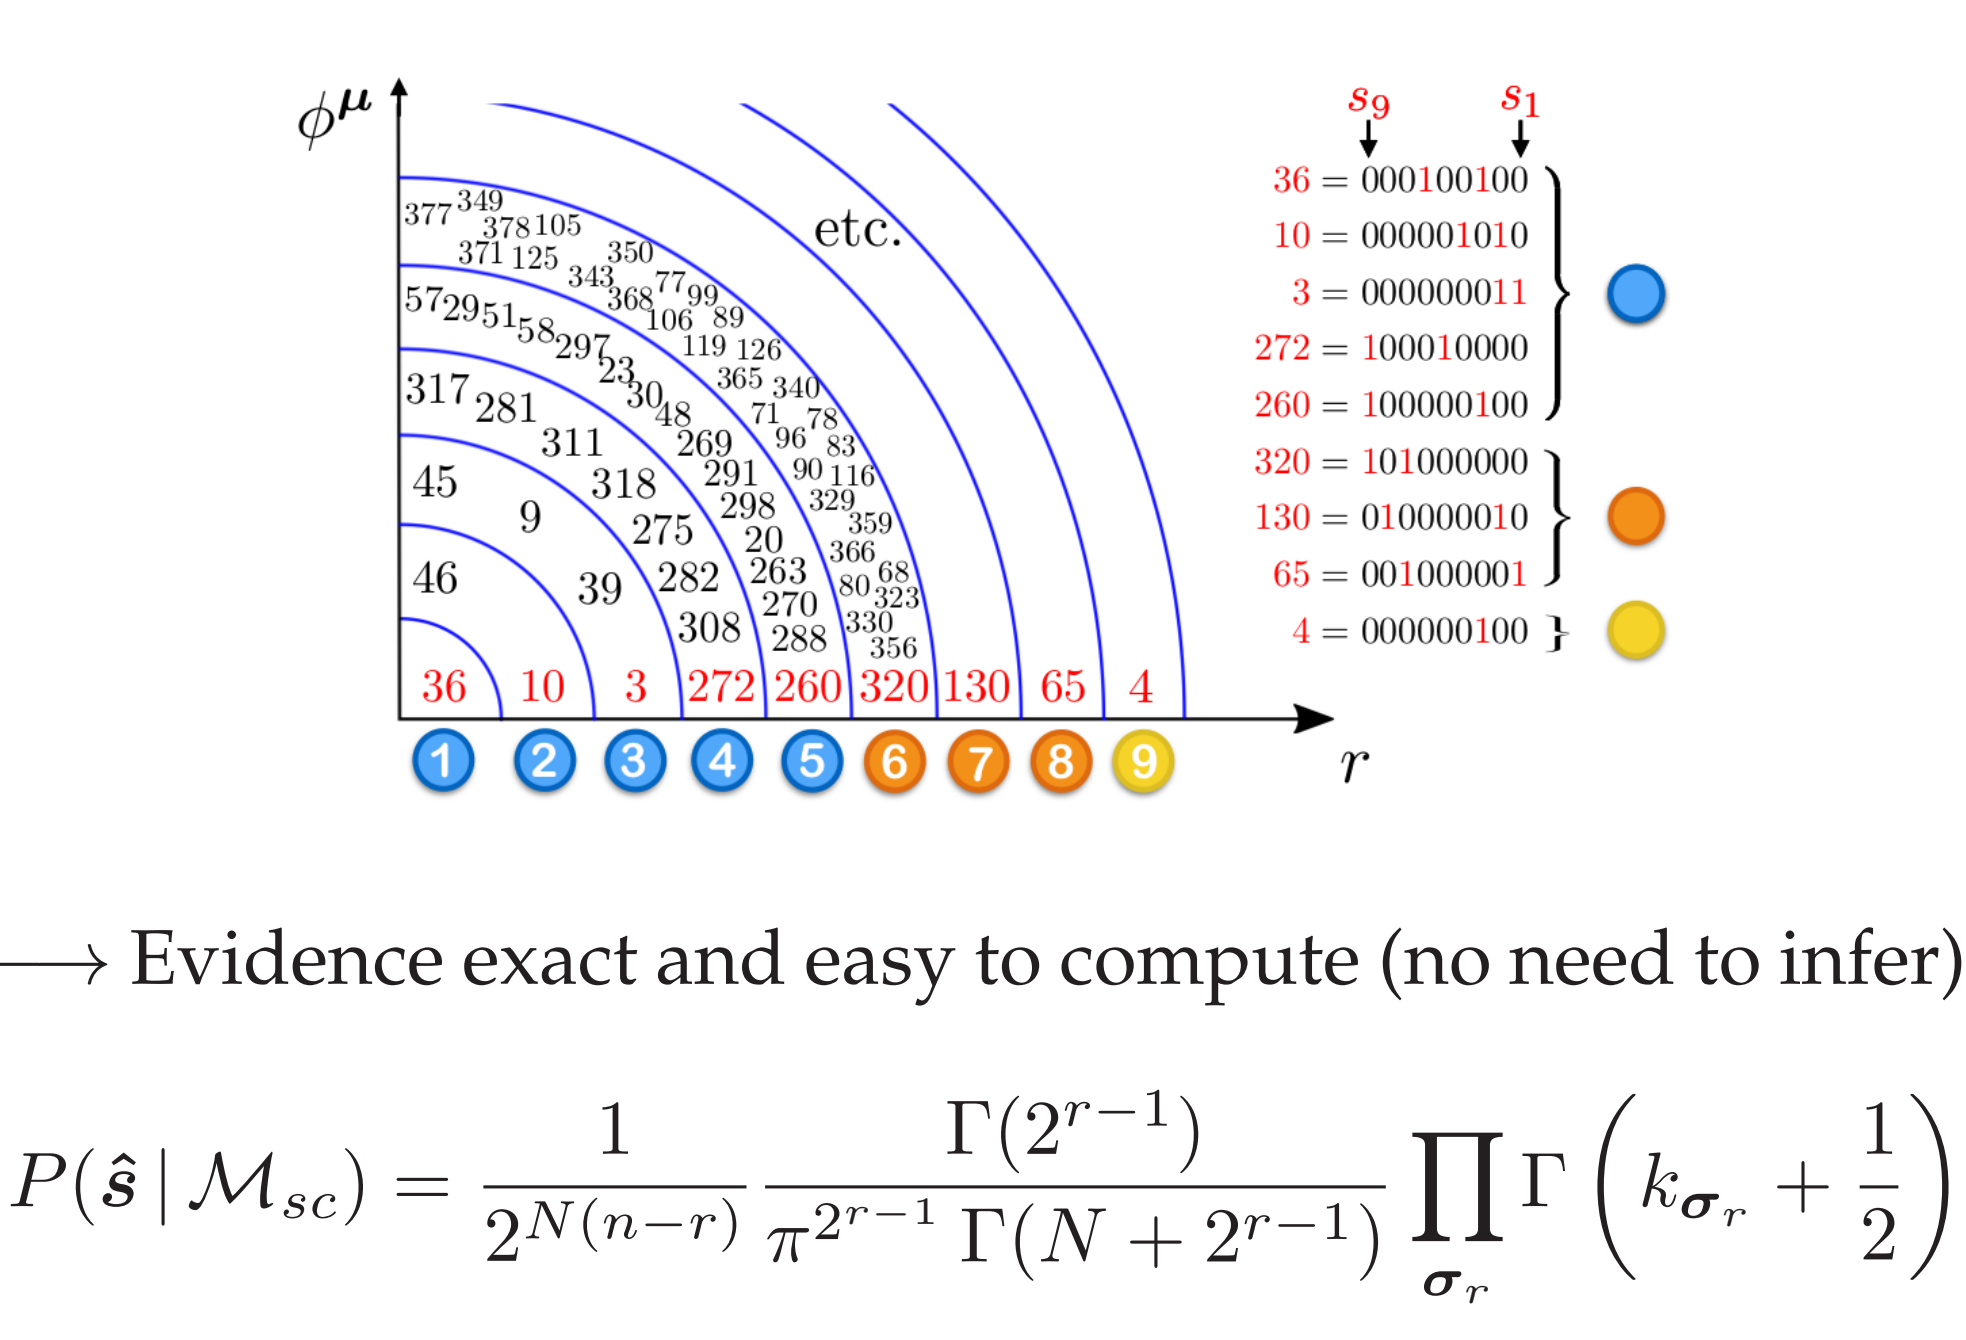 ϕ^μ
377 349
378 105
371 125 350
343 77
368 99
106 89
119 126
365 340
71 78
96 83
90 116
329
359
366
80 68
323
330
356
57 29 51 58 297
23
30
48
269
291
298
20
263
270
288
317 281
311
318
275
282
308
45
9
39
46
etc.
36 10 3 272 260 320 130 65 4
1 2 3 4 5 6 7 8 9
r
s₉ s₁
36 = 000100100
10 = 000001010
3 = 000000011
272 = 100010000
260 = 100000100
320 = 101000000
130 = 010000010
65 = 001000001
4 = 000000100
⟶ Evidence exact and easy to compute (no need to infer)
P(ŝ | ℳ_sc) = 1 / 2^{N(n−r)} Γ(2^{r−1}) / π^{2^{r−1}} Γ(N + 2^{r−1}) ∏_{σ_r} Γ(k_{σ_r} + 1/2)